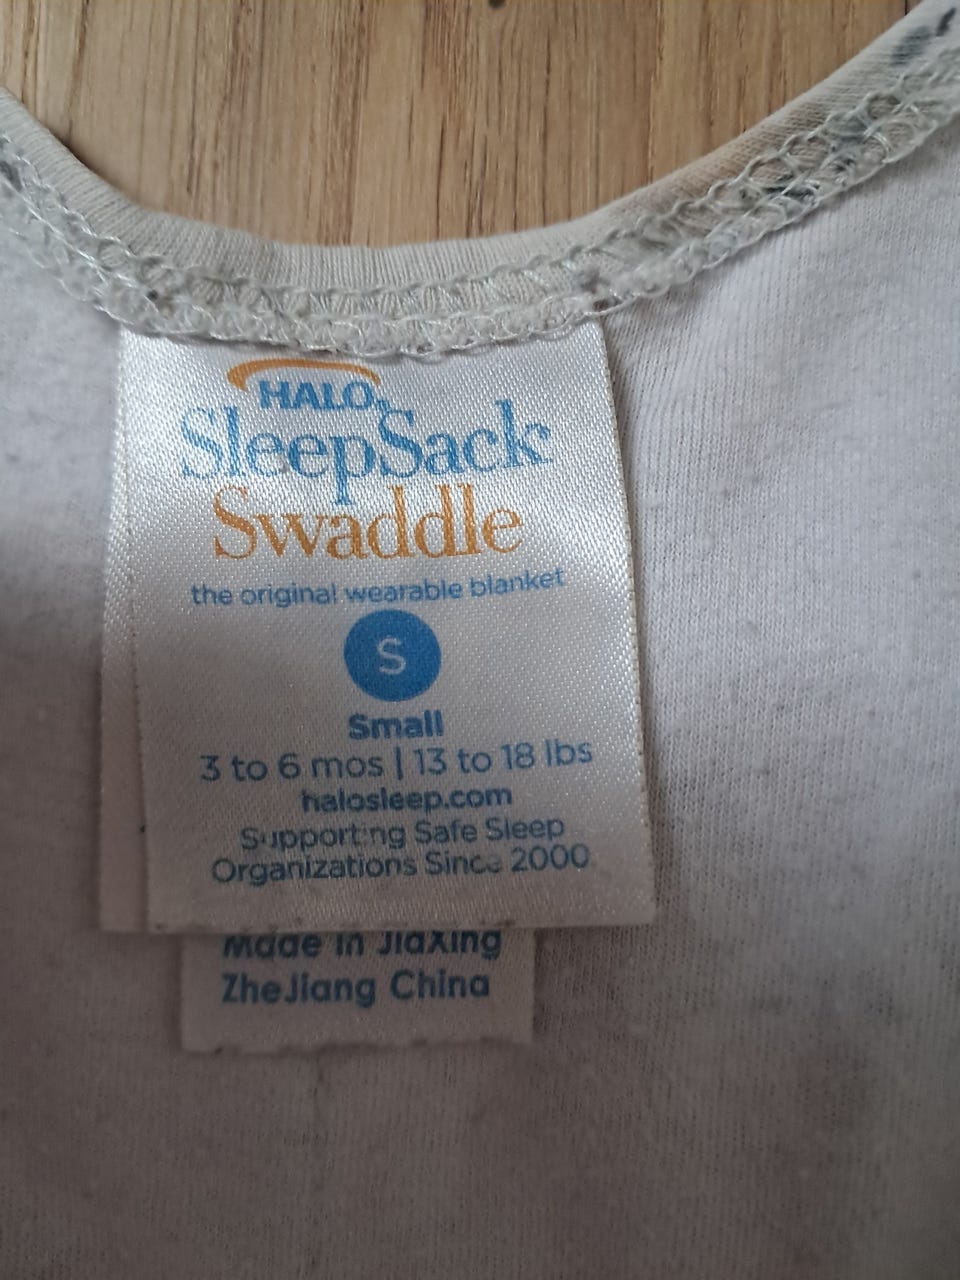 HALO
SleepSack
Swaddle
the original wearable blanket
S
Small
3 to 6 mos | 13 to 18 lbs
halosleep.com
Supporting Safe Sleep
Organizations Since 2000
Made in JiaXing
ZheJiang China